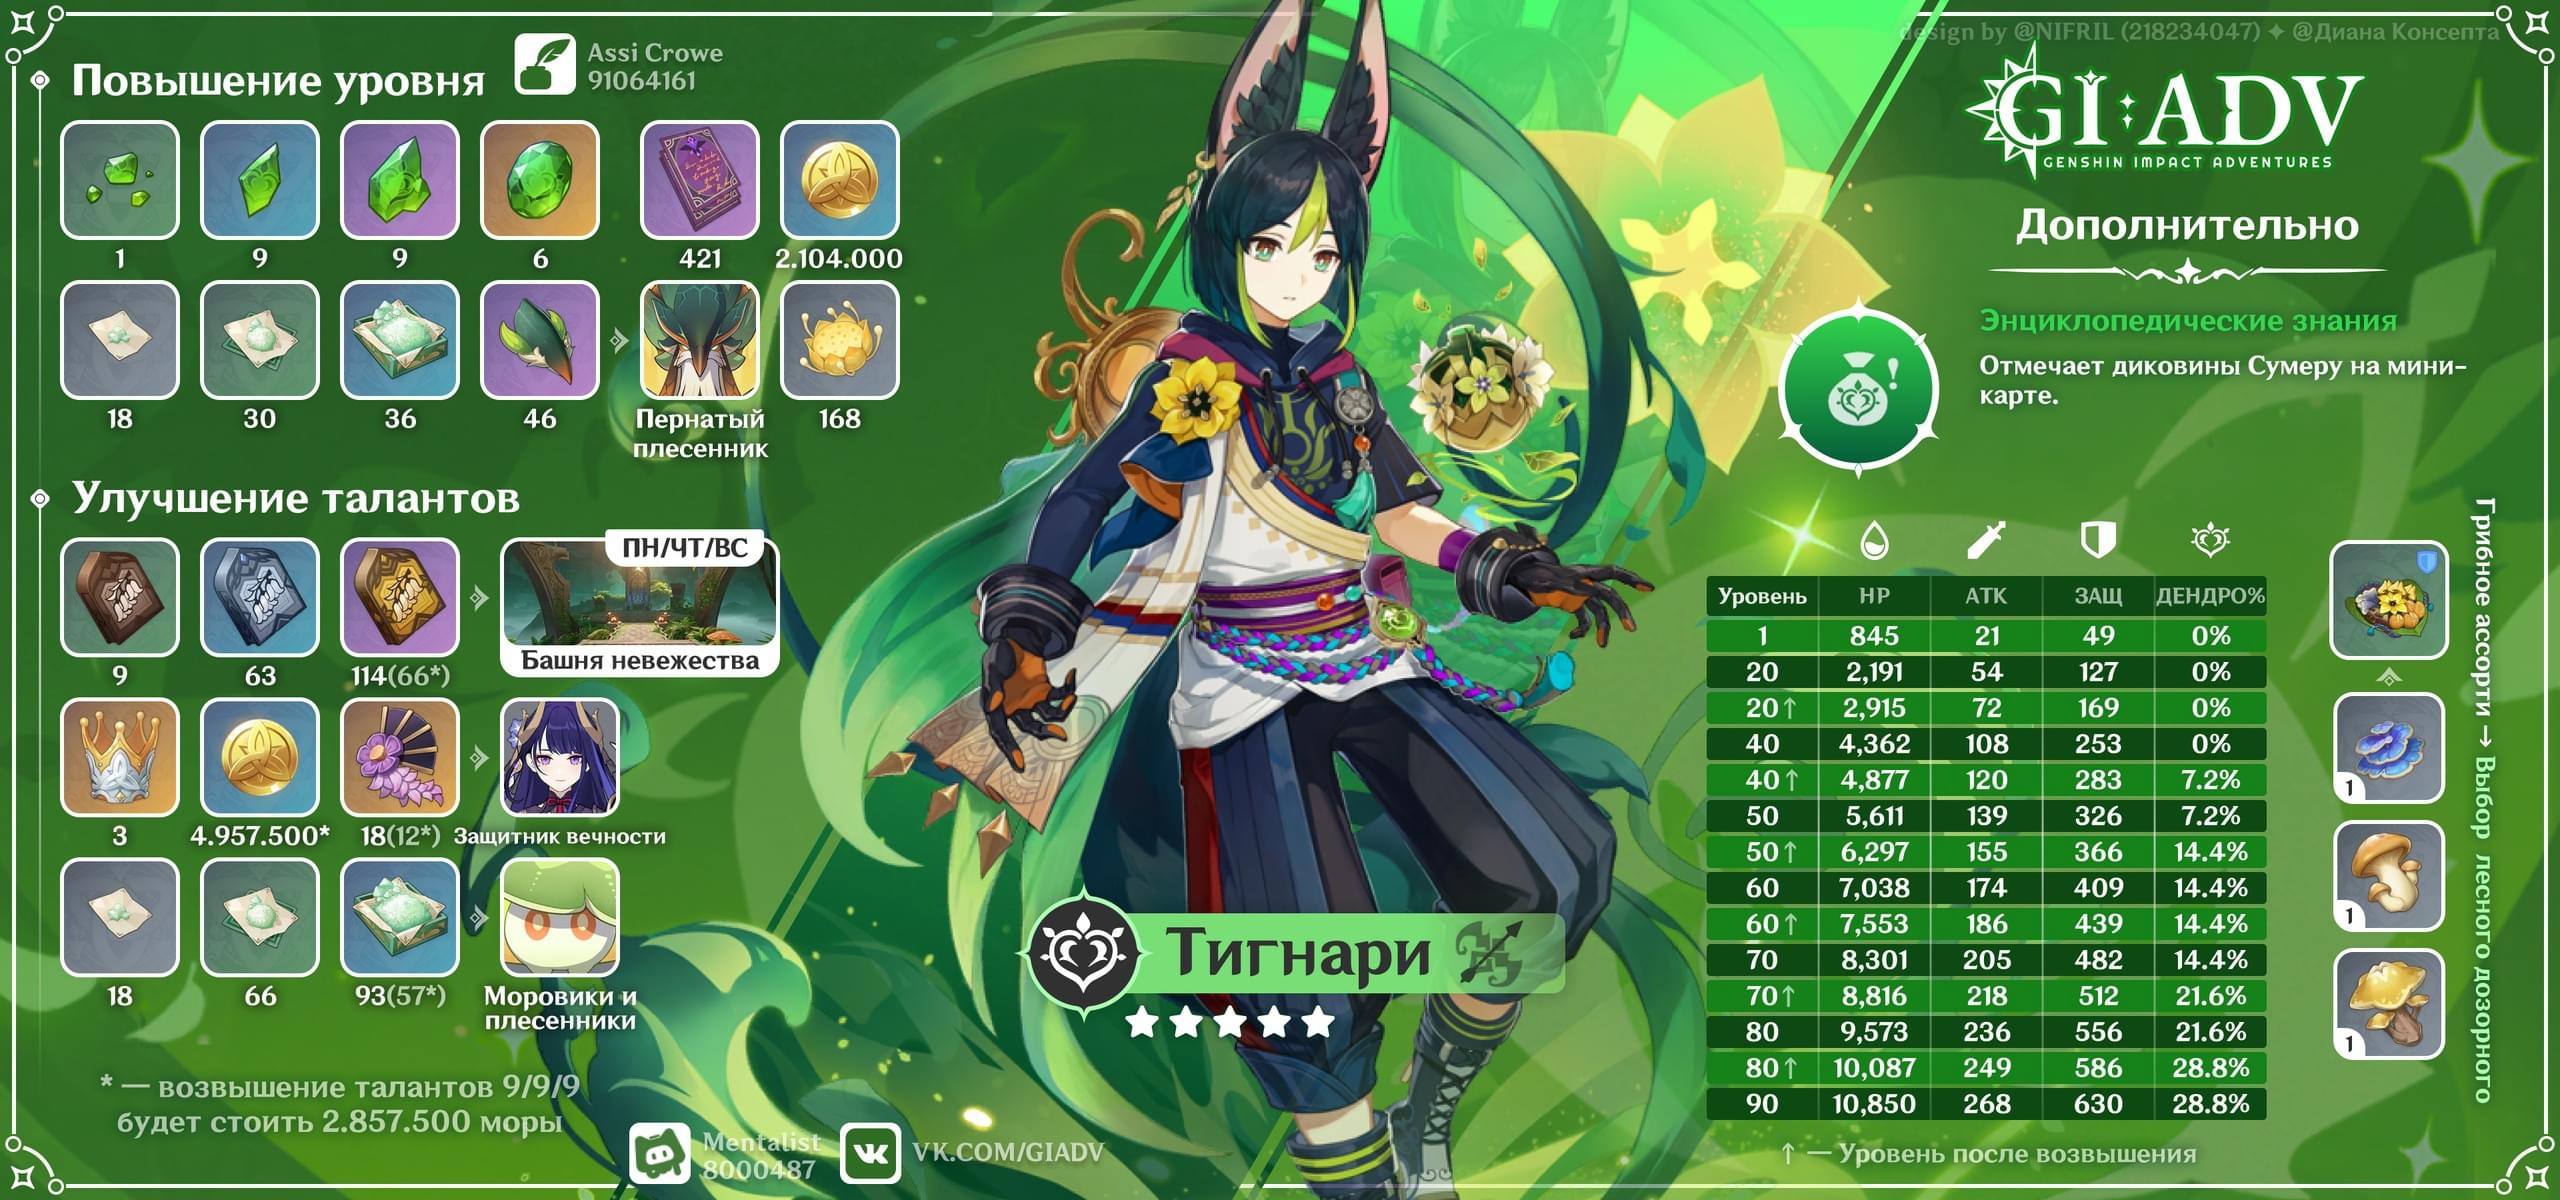 Повышение уровня
Assi Crowe
91064161
1 9 9 6 421 2.104.000
18 30 36 46 Пернатый плесенник 168
Улучшение талантов
ПН/ЧТ/ВС
Башня невежества
9 63 114(66*)
3 4.957.500* 18(12*) Защитник вечности
18 66 93(57*) Моровики и
плесенники
* — возвышение талантов 9/9/9
будет стоить 2.857.500 моры
Mentalist
8000487
VK.COM/GIADV
Тигнари
design by @NIFRIL (218234047) ✦ @Диана Консепта
GI ADV
GENSHIN IMPACT ADVENTURES
Дополнительно
Энциклопедические знания
Отмечает диковины Сумеру на мини-
карте.
Уровень HP АТК ЗАЩ ДЕНДРО%
1 845 21 49 0%
20 2,191 54 127 0%
20↑ 2,915 72 169 0%
40 4,362 108 253 0%
40↑ 4,877 120 283 7.2%
50 5,611 139 326 7.2%
50↑ 6,297 155 366 14.4%
60 7,038 174 409 14.4%
60↑ 7,553 186 439 14.4%
70 8,301 205 482 14.4%
70↑ 8,816 218 512 21.6%
80 9,573 236 556 21.6%
80↑ 10,087 249 586 28.8%
90 10,850 268 630 28.8%
↑ — Уровень после возвышения
Грибное ассорти → Выбор лесного дозорного
1
1
1